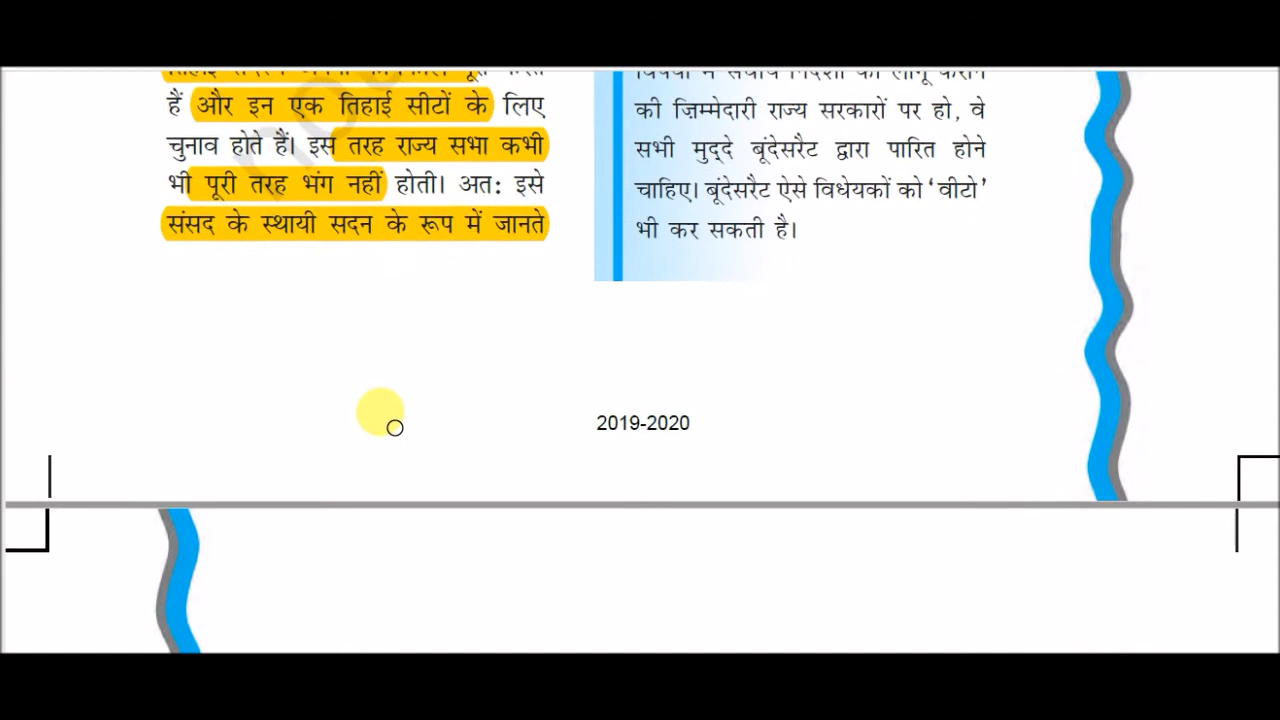 हैं और इन एक तिहाई सीटों के लिए
चुनाव होते हैं। इस तरह राज्य सभा कभी
भी पूरी तरह भंग नहीं होती। अत: इसे
संसद के स्थायी सदन के रूप में जानते
की ज़िम्मेदारी राज्य सरकारों पर हो, वे
सभी मुद्दे बूंदेसरैट द्वारा पारित होने
चाहिए। बूंदेसरैट ऐसे विधेयकों को ‘वीटो’
भी कर सकती है।
2019-2020